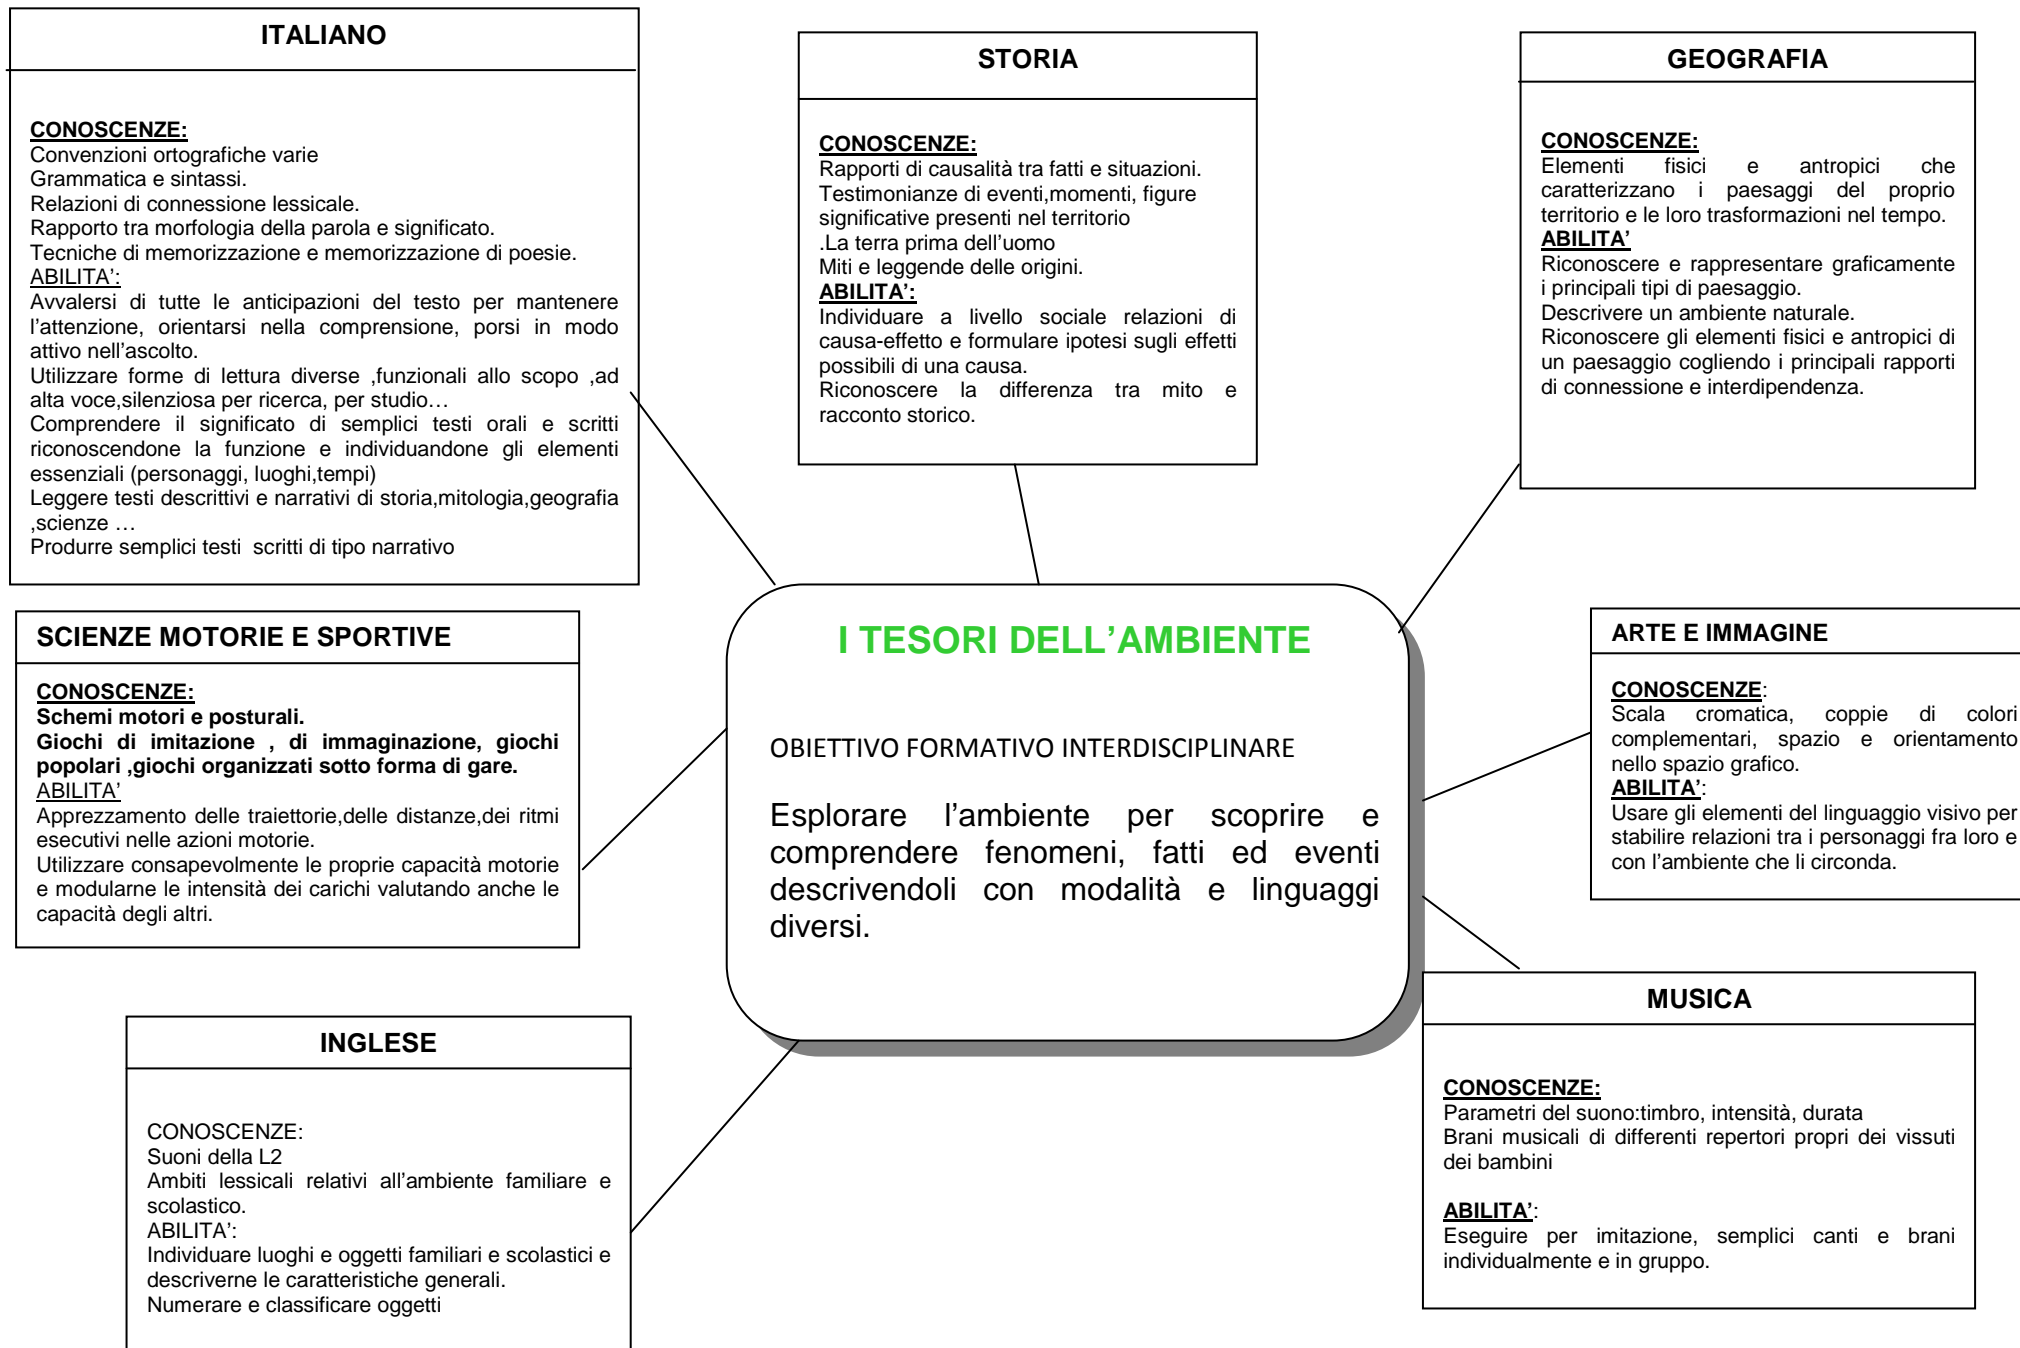 ITALIANO
CONOSCENZE:
Convenzioni ortografiche varie
Grammatica e sintassi.
Relazioni di connessione lessicale.
Rapporto tra morfologia della parola e significato.
Tecniche di memorizzazione e memorizzazione di poesie.
ABILITA’:
Avvalersi di tutte le anticipazioni del testo per mantenere
l’attenzione, orientarsi nella comprensione, porsi in modo
attivo nell’ascolto.
Utilizzare forme di lettura diverse ,funzionali allo scopo ,ad
alta voce,silenziosa per ricerca, per studio…
Comprendere il significato di semplici testi orali e scritti
riconoscendone la funzione e individuandone gli elementi
essenziali (personaggi, luoghi,tempi)
Leggere testi descrittivi e narrativi di storia,mitologia,geografia
,scienze …
Produrre semplici testi  scritti di tipo narrativo
STORIA
CONOSCENZE:
Rapporti di causalità tra fatti e situazioni.
Testimonianze di eventi,momenti, figure
significative presenti nel territorio
.La terra prima dell’uomo
Miti e leggende delle origini.
ABILITA’:
Individuare a livello sociale relazioni di
causa-effetto e formulare ipotesi sugli effetti
possibili di una causa.
Riconoscere la differenza tra mito e
racconto storico.
GEOGRAFIA
CONOSCENZE:
Elementi fisici e antropici che
caratterizzano i paesaggi del proprio
territorio e le loro trasformazioni nel tempo.
ABILITA’
Riconoscere e rappresentare graficamente
i principali tipi di paesaggio.
Descrivere un ambiente naturale.
Riconoscere gli elementi fisici e antropici di
un paesaggio cogliendo i principali rapporti
di connessione e interdipendenza.
SCIENZE MOTORIE E SPORTIVE
CONOSCENZE:
Schemi motori e posturali.
Giochi di imitazione , di immaginazione, giochi
popolari ,giochi organizzati sotto forma di gare.
ABILITA’
Apprezzamento delle traiettorie,delle distanze,dei ritmi
esecutivi nelle azioni motorie.
Utilizzare consapevolmente le proprie capacità motorie
e modularne le intensità dei carichi valutando anche le
capacità degli altri.
I TESORI DELL’AMBIENTE
OBIETTIVO FORMATIVO INTERDISCIPLINARE
Esplorare l’ambiente per scoprire e
comprendere fenomeni, fatti ed eventi
descrivendoli con modalità e linguaggi
diversi.
ARTE E IMMAGINE
CONOSCENZE:
Scala cromatica, coppie di colori
complementari, spazio e orientamento
nello spazio grafico.
ABILITA’:
Usare gli elementi del linguaggio visivo per
stabilire relazioni tra i personaggi fra loro e
con l’ambiente che li circonda.
INGLESE
CONOSCENZE:
Suoni della L2
Ambiti lessicali relativi all’ambiente familiare e
scolastico.
ABILITA’:
Individuare luoghi e oggetti familiari e scolastici e
descriverne le caratteristiche generali.
Numerare e classificare oggetti
MUSICA
CONOSCENZE:
Parametri del suono:timbro, intensità, durata
Brani musicali di differenti repertori propri dei vissuti
dei bambini
ABILITA’:
Eseguire per imitazione, semplici canti e brani
individualmente e in gruppo.